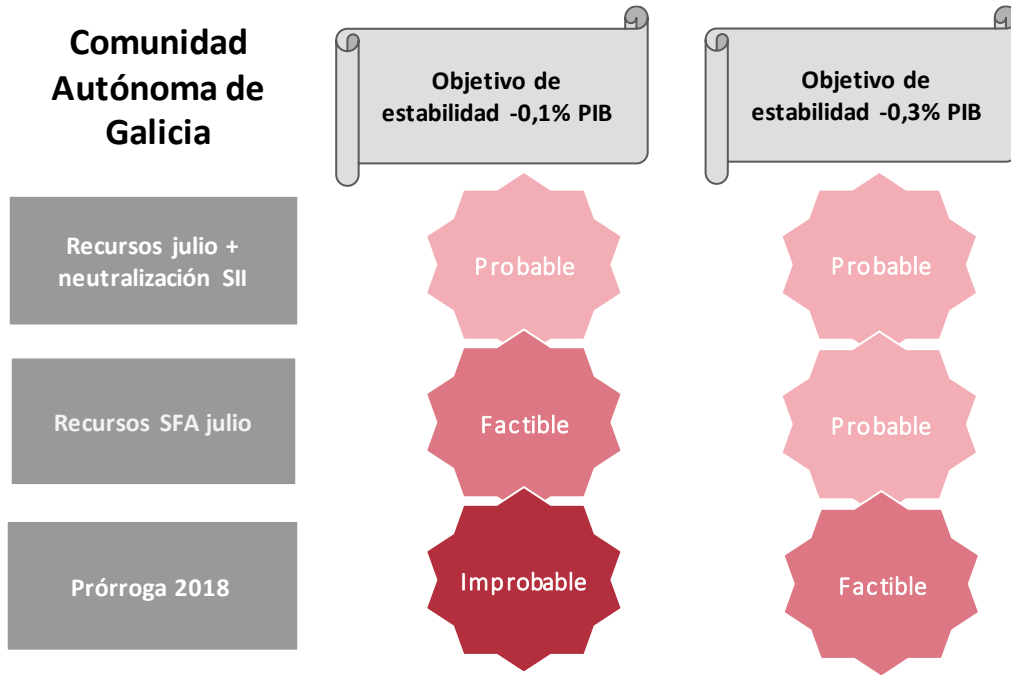 Comunidad
Autónoma de
Galicia
Objetivo de
estabilidad -0,1% PIB
Objetivo de
estabilidad -0,3% PIB
Recursos julio +
neutralización SII
Probable
Probable
Recursos SFA julio
Factible
Probable
Prórroga 2018
Improbable
Factible